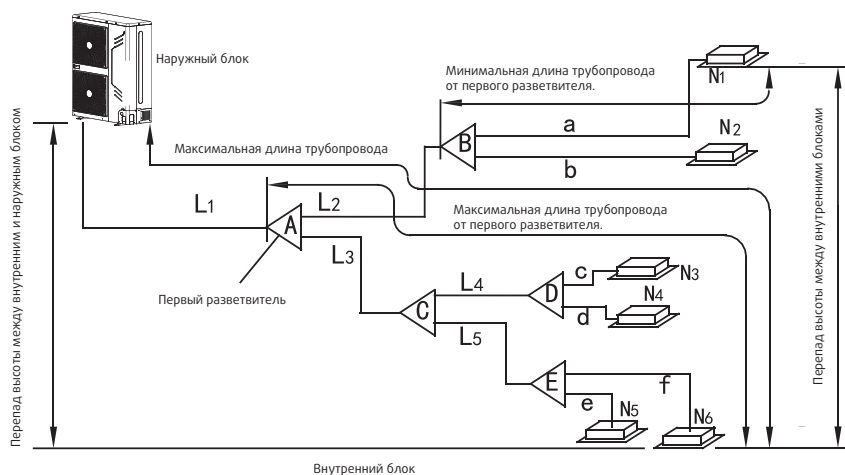 Наружный блок
Минимальная длина трубопровода
от первого разветвителя.
N1
a
B
N2
b
Максимальная длина трубопровода
L1
L2
A
Максимальная длина трубопровода
от первого разветвителя.
L3
Первый разветвитель
L4
C
L5
D
c
N3
d
N4
E
f
e
N5
N6
Перепад высоты между внутренним и наружным блоком
Перепад высоты между внутренними блоками
Внутренний блок